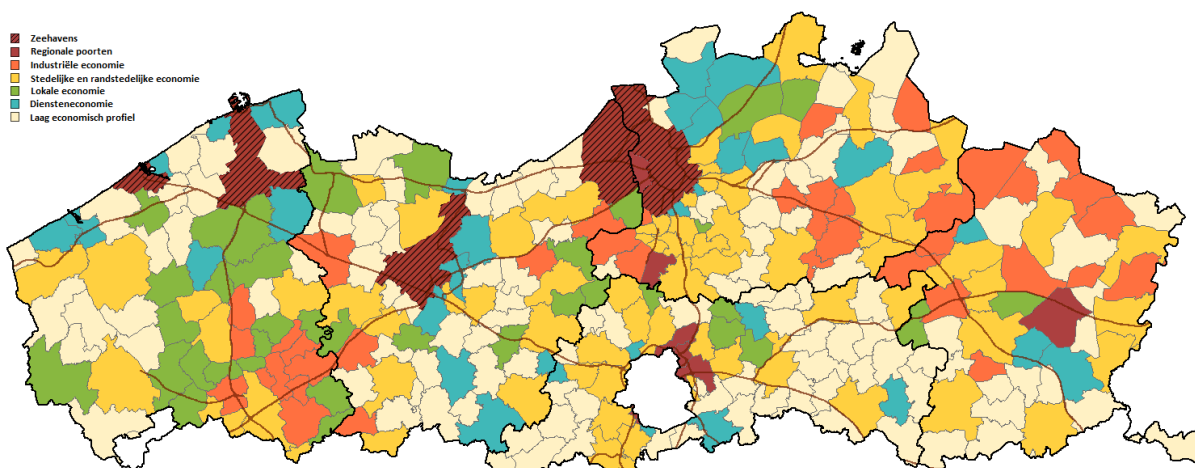 Zeehavens
Regionale poorten
Industriële economie
Stedelijke en randstedelijke economie
Lokale economie
Diensteneconomie
Laag economisch profiel